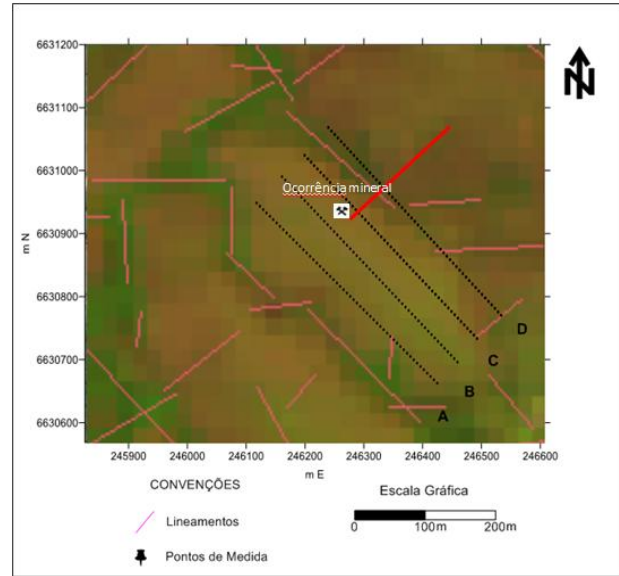 N
6631200
6631100
6631000
6630900
6630800
6630700
6630600
m N
Ocorrência mineral
A
B
C
D
245900 246000 246100 246200 246300 246400 246500 246600
m E
CONVENÇÕES
Lineamentos
Pontos de Medida
Escala Gráfica
0 100m 200m